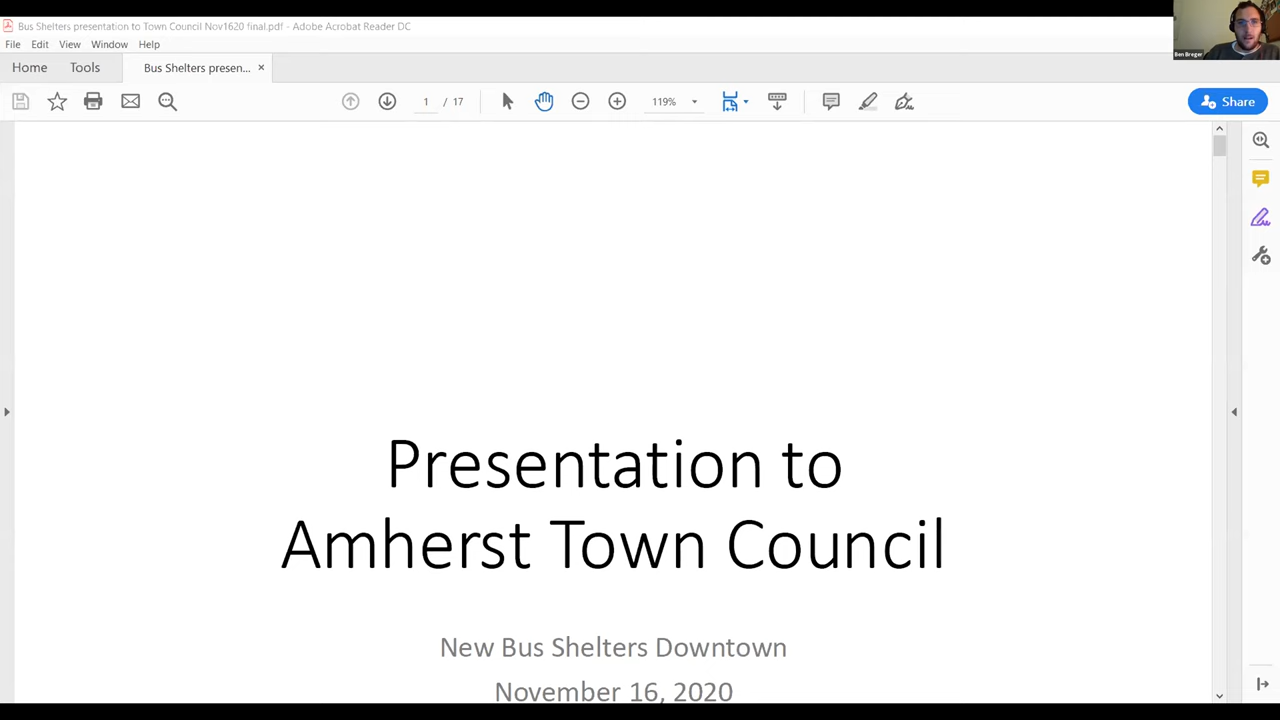 Bus Shelters presentation to Town Council Nov1620 final.pdf - Adobe Acrobat Reader DC
File Edit View Window Help
Home Tools Bus Shelters presen... ×
1 / 17 119% Share
Presentation to
Amherst Town Council
New Bus Shelters Downtown
November 16, 2020
Ben Breger